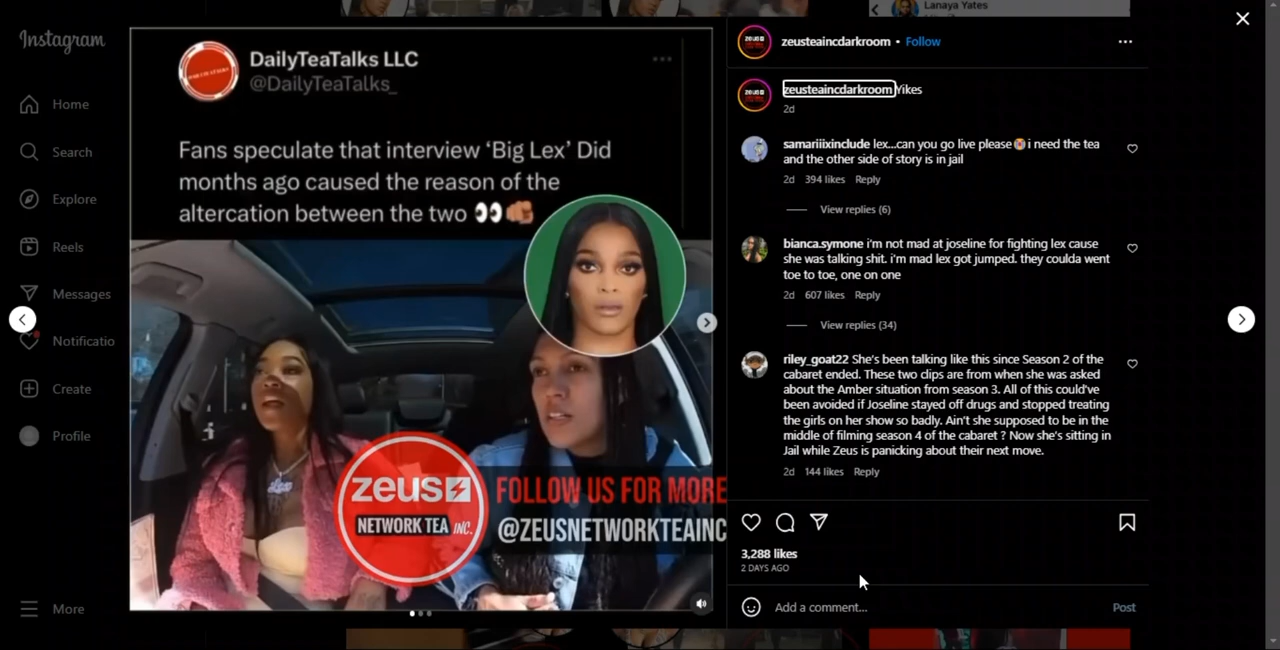 Lanaya Yates
Instagram
Home
Search
Explore
Reels
Messages
Notificatio
Create
Profile
More
DailyTeaTalks LLC
@DailyTeaTalks_
Fans speculate that interview ‘Big Lex’ Did
months ago caused the reason of the
altercation between the two 👀👊🏾
zeus
NETWORK TEA INC.
FOLLOW US FOR MORE
@ZEUSNETWORKTEAINC
zeusteaincdarkroom • Follow
zeusteaincdarkroom Yikes
2d
samariiixinclude lex...can you go live please i need the tea
and the other side of story is in jail
2d 394 likes Reply
View replies (6)
bianca.symone i'm not mad at joseline for fighting lex cause
she was talking shit. i'm mad lex got jumped. they coulda went
toe to toe, one on one
2d 607 likes Reply
View replies (34)
riley_goat22 She's been talking like this since Season 2 of the
cabaret ended. These two clips are from when she was asked
about the Amber situation from season 3. All of this could've
been avoided if Joseline stayed off drugs and stopped treating
the girls on her show so badly. Ain't she supposed to be in the
middle of filming season 4 of the cabaret ? Now she's sitting in
Jail while Zeus is panicking about their next move.
2d 144 likes Reply
3,288 likes
2 DAYS AGO
Add a comment... Post